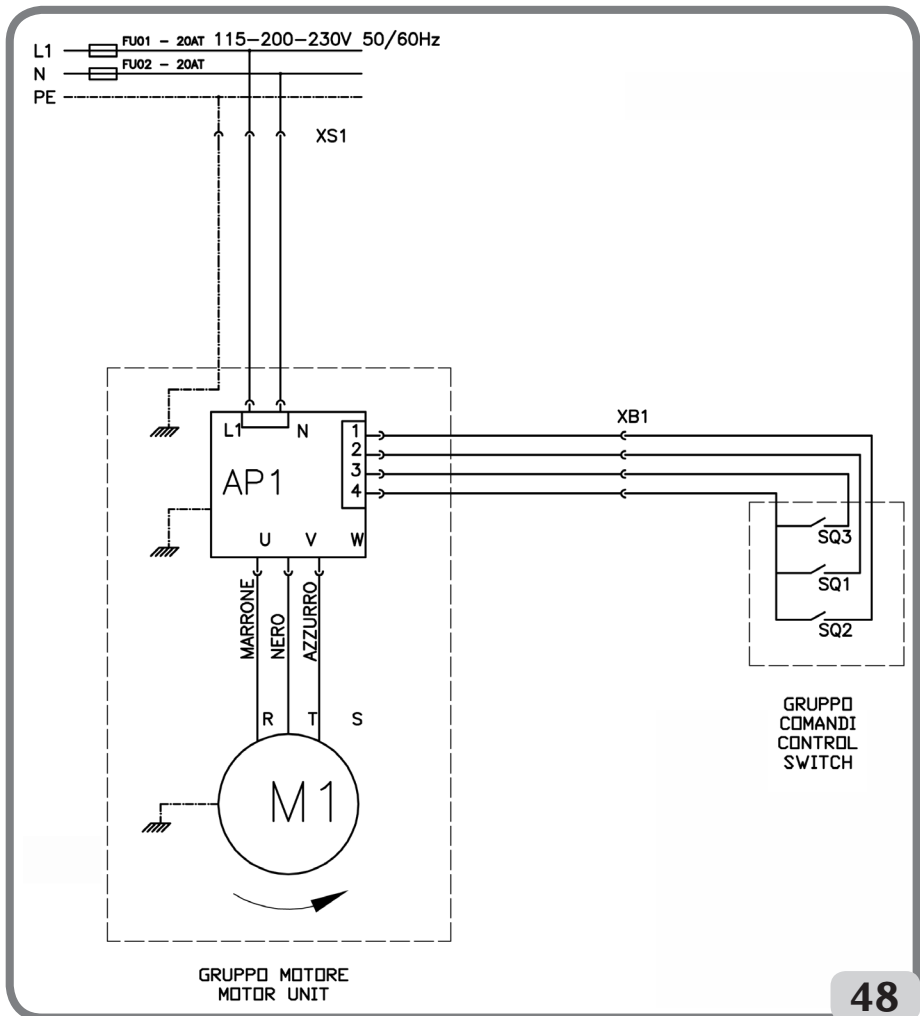 L1 FU01 - 20AT 115-200-230V 50/60Hz
N FU02 - 20AT
PE
XS1
XB1
L1 N 1
2
3
4
AP1
U V W
SQ3
SQ1
SQ2
MARRONE
NERO
AZZURRO
R T S
M1
GRUPPO
COMANDI
CONTROL
SWITCH
GRUPPO MOTORE
MOTOR UNIT
48